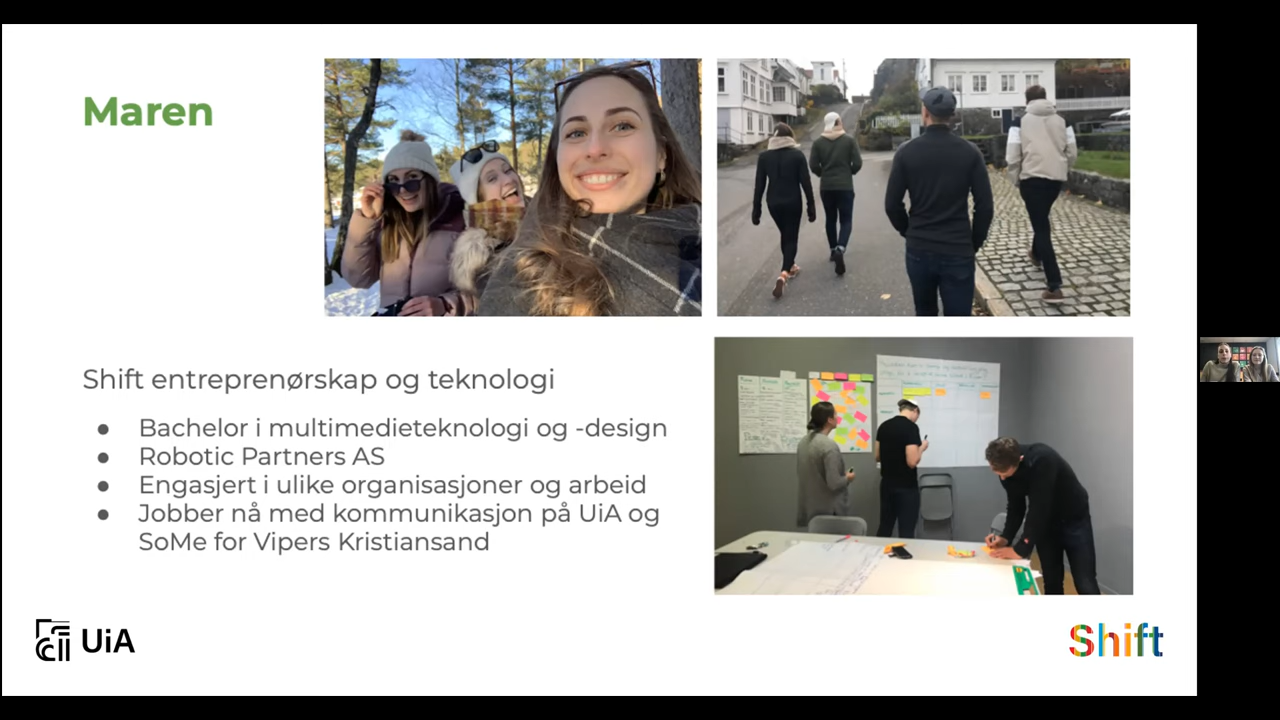 Maren
Shift entreprenørskap og teknologi
● Bachelor i multimedieteknologi og -design
● Robotic Partners AS
● Engasjert i ulike organisasjoner og arbeid
● Jobber nå med kommunikasjon på UiA og
SoMe for Vipers Kristiansand
UiA
Shift